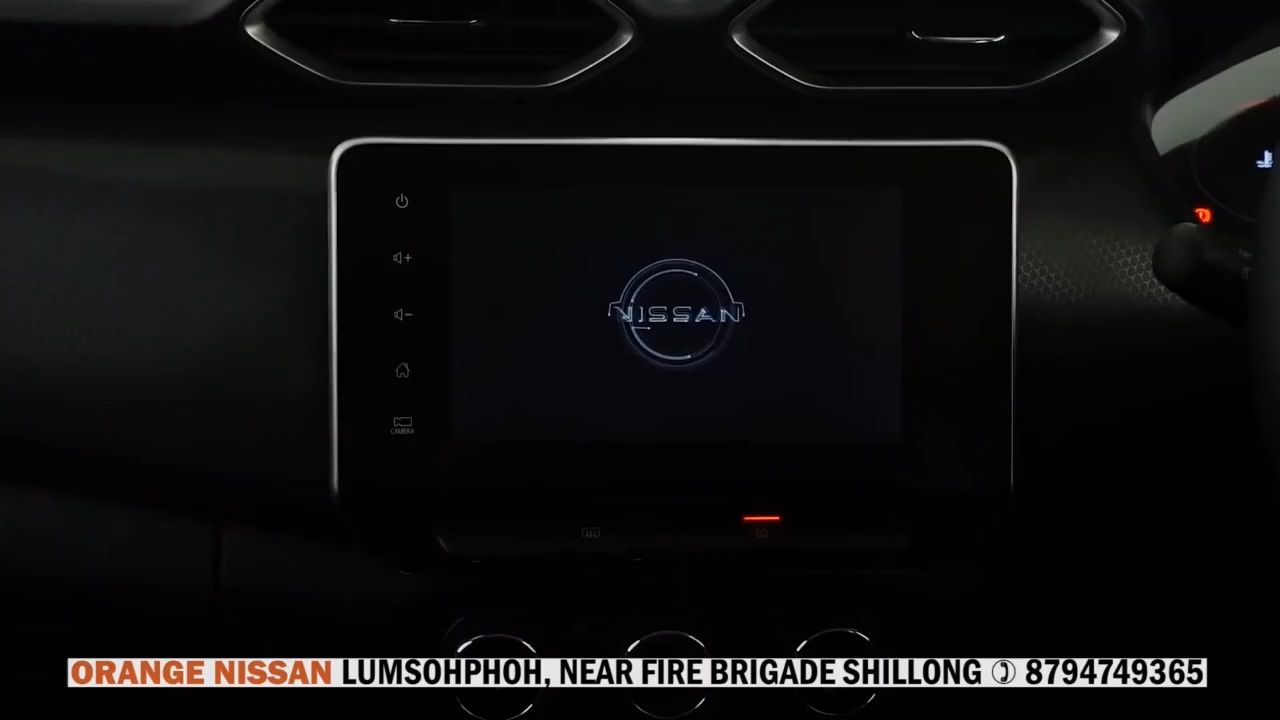 NISSAN
CAMERA
ORANGE NISSAN LUMSOHPHOH, NEAR FIRE BRIGADE SHILLONG ✆ 8794749365